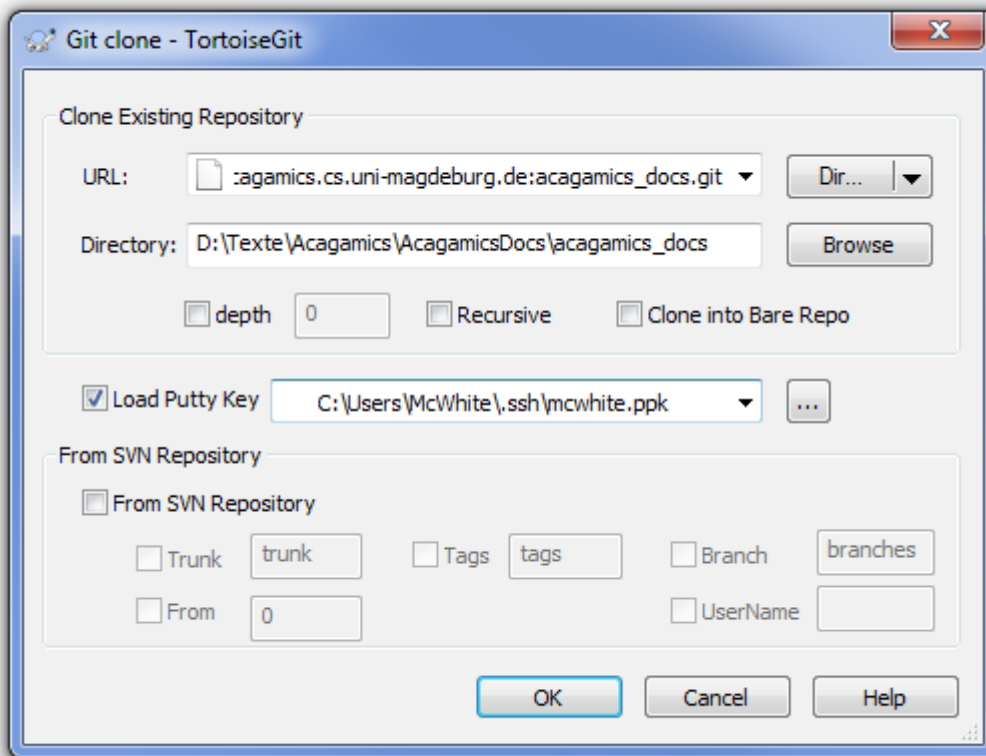 Git clone - TortoiseGit
Clone Existing Repository
URL: :agamics.cs.uni-magdeburg.de:acagamics_docs.git Dir...
Directory: D:\Texte\Acagamics\AcagamicsDocs\acagamics_docs Browse
depth 0 Recursive Clone into Bare Repo
Load Putty Key C:\Users\McWhite\.ssh\mcwhite.ppk ...
From SVN Repository
From SVN Repository
Trunk trunk Tags tags Branch branches
From 0 UserName
OK Cancel Help